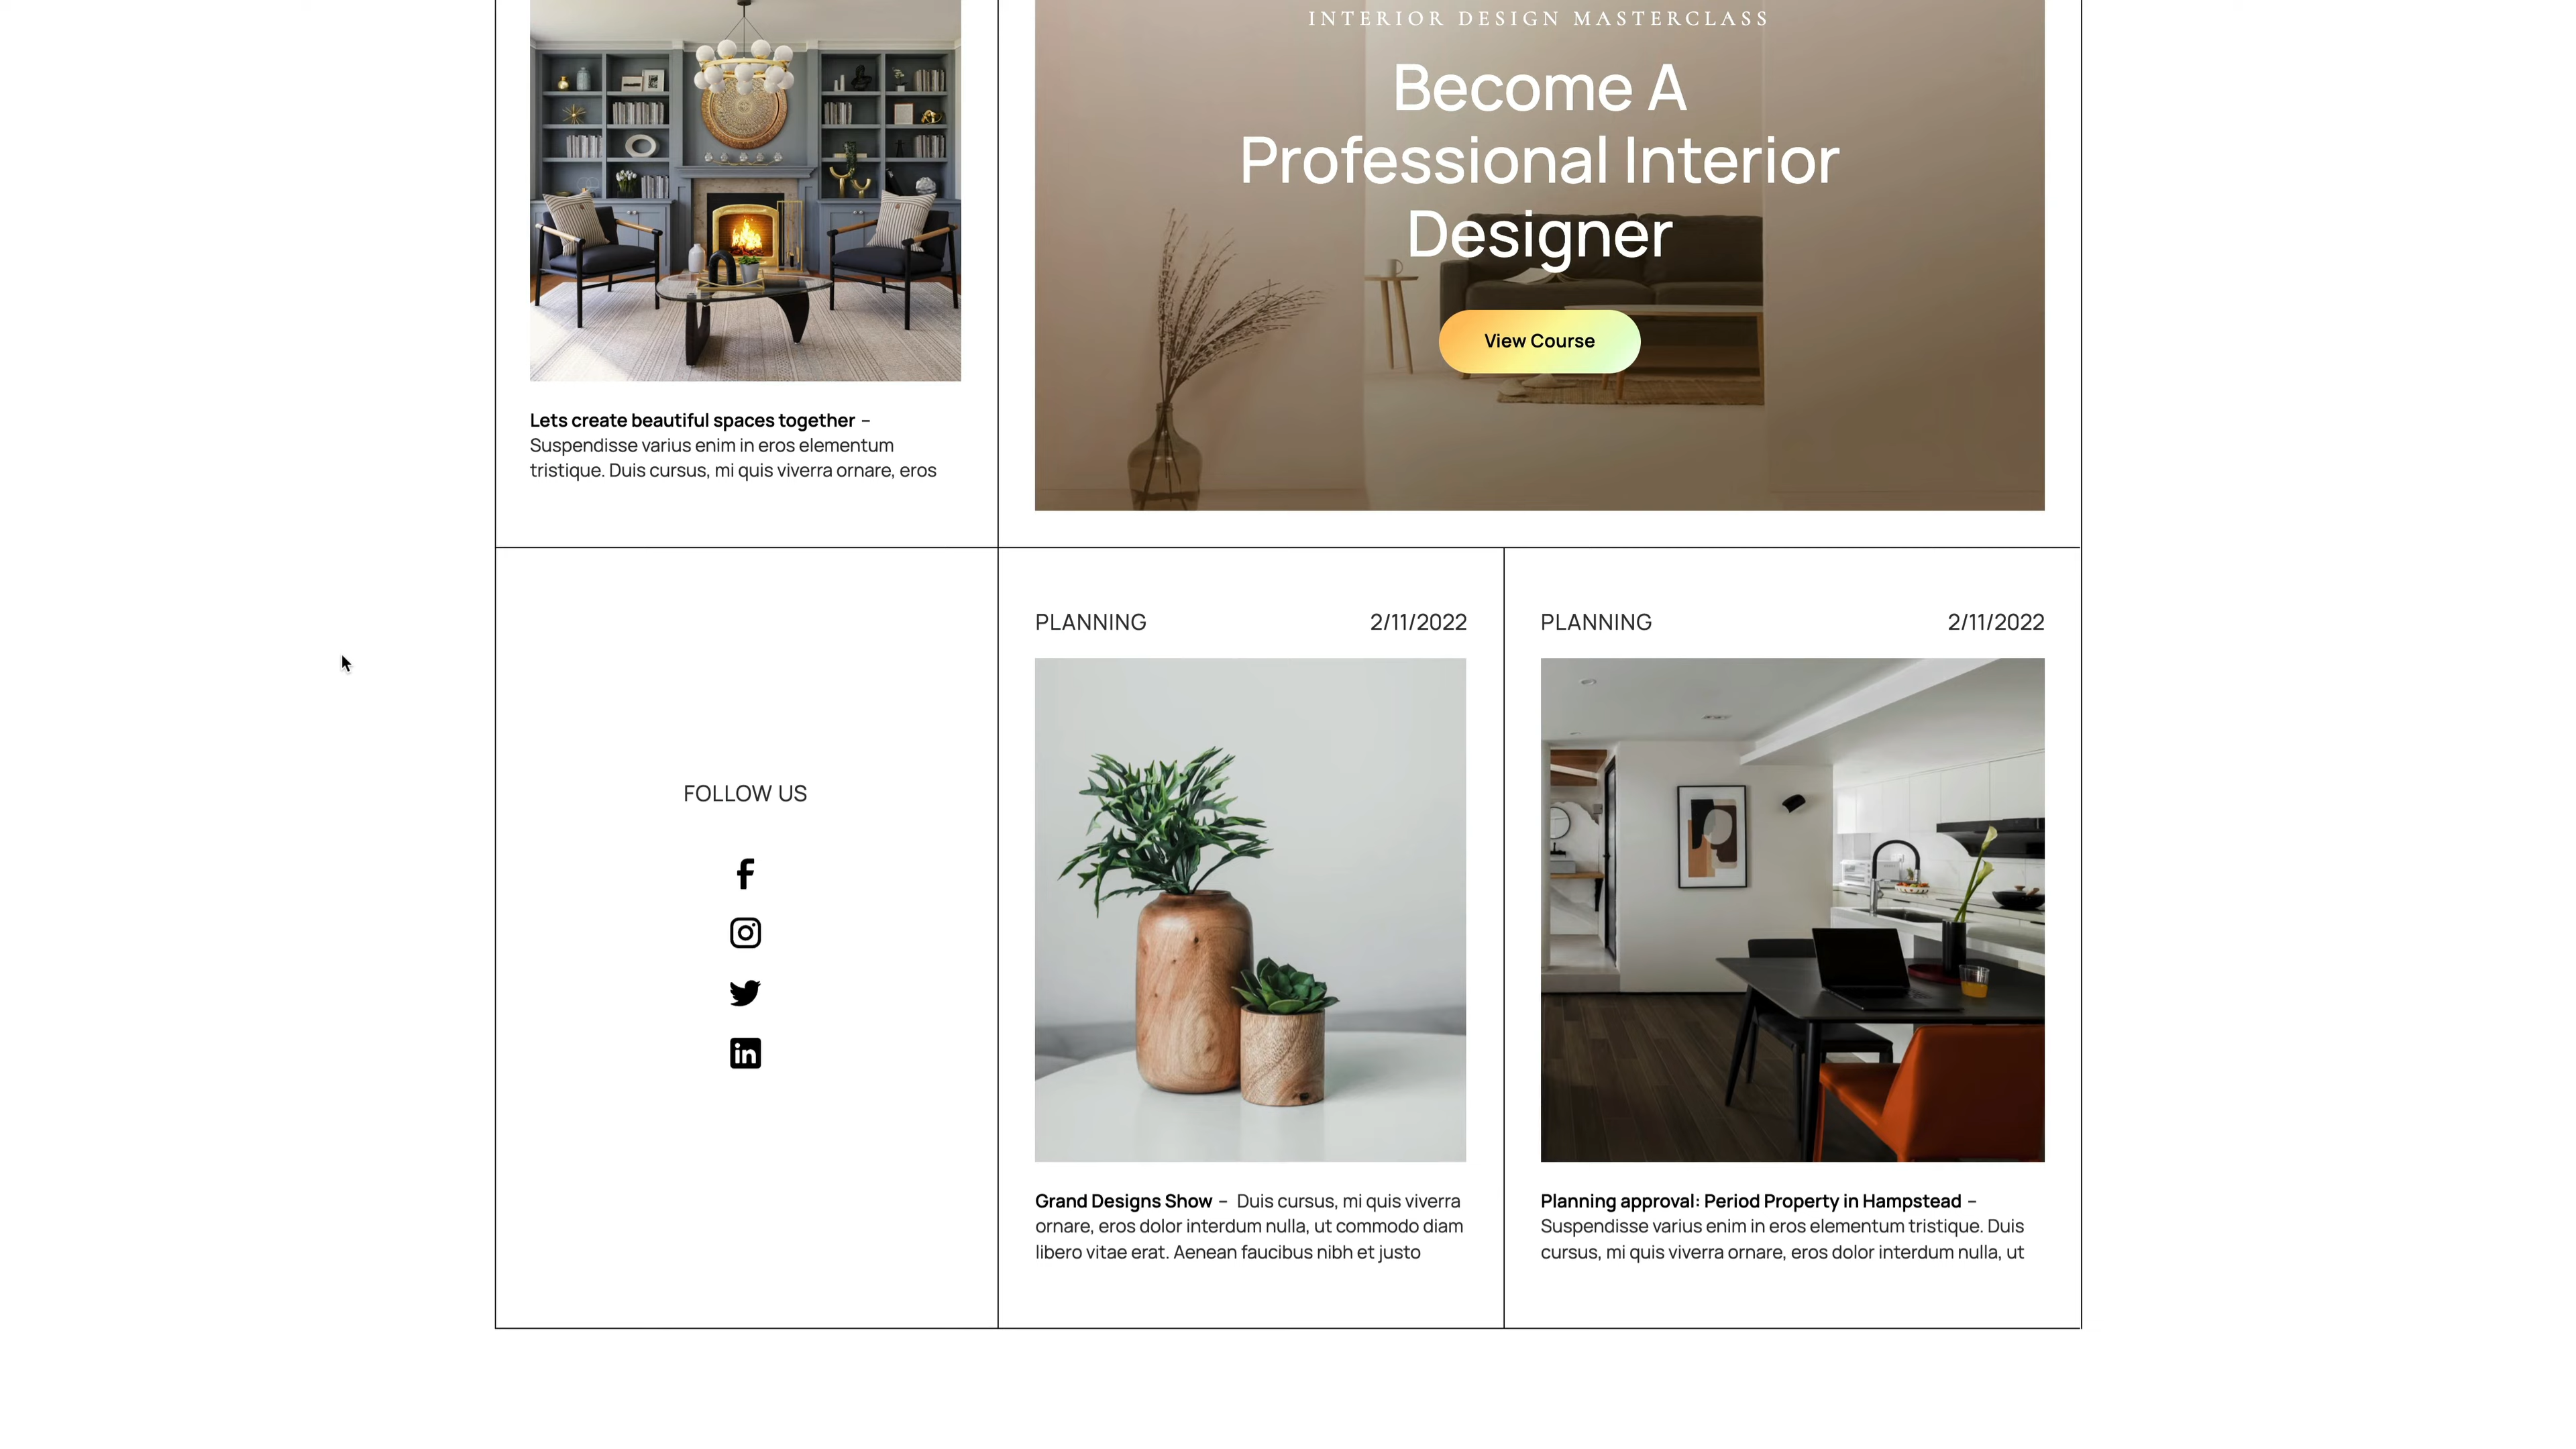 INTERIOR DESIGN MASTERCLASS
Become A
Professional Interior
Designer
View Course
Lets create beautiful spaces together –
Suspendisse varius enim in eros elementum
tristique. Duis cursus, mi quis viverra ornare, eros
FOLLOW US
PLANNING 2/11/2022
Grand Designs Show – Duis cursus, mi quis viverra
ornare, eros dolor interdum nulla, ut commodo diam
libero vitae erat. Aenean faucibus nibh et justo
PLANNING 2/11/2022
Planning approval: Period Property in Hampstead –
Suspendisse varius enim in eros elementum tristique. Duis
cursus, mi quis viverra ornare, eros dolor interdum nulla, ut